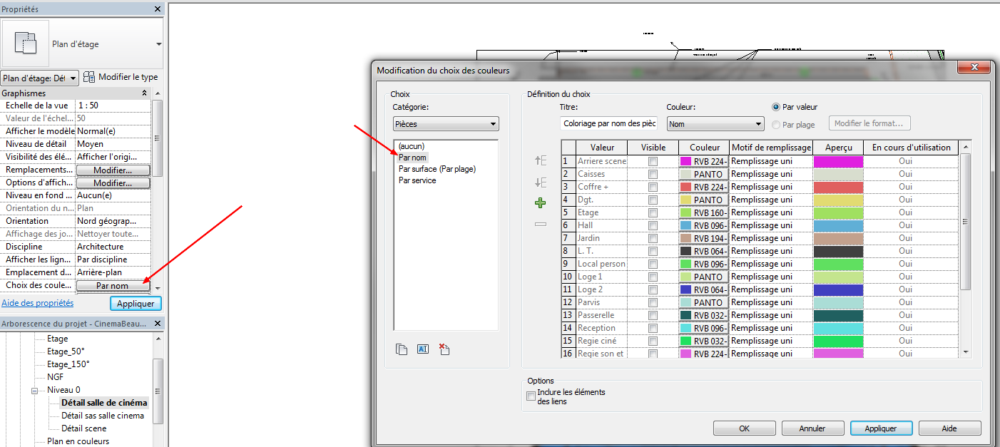 Propriétés
Plan d'étage
Plan d'étage: Dét
Modifier le type
Graphismes
Echelle de la vue 1 : 50
Valeur de l'échel... 50
Afficher le modèle Normal(e)
Niveau de détail Moyen
Visibilité des élé... Afficher l'origi...
Remplacements... Modifier...
Options d'affich... Modifier...
Niveau en fond ... Aucun(e)
Orientation du n... Plan
Orientation Nord géograp...
Affichage des jo... Nettoyer toute...
Discipline Architecture
Afficher les lign... Par discipline
Emplacement d... Arrière-plan
Choix des coule... Par nom
Aide des propriétés Appliquer
Arborescence du projet - CinemaBeau...
Etage
Etage_50°
Etage_150°
NGF
Niveau 0
Détail salle de cinéma
Détail sas salle cinema
Détail scene
Plan en couleurs
Modification du choix des couleurs
Choix
Catégorie:
Pièces
(aucun)
Par nom
Par surface (Par plage)
Par service
Définition du choix
Titre: Couleur: Par valeur
Coloriage par nom des pièc Nom Par plage Modifier le format...
Valeur Visible Couleur Motif de remplissage Aperçu En cours d'utilisation
1 Arriere scene RVB 224- Remplissage uni Oui
2 Caisses PANTO Remplissage uni Oui
3 Coffre + RVB 224- Remplissage uni Oui
4 Dgt. PANTO Remplissage uni Oui
5 Etage RVB 160- Remplissage uni Oui
6 Hall RVB 096- Remplissage uni Oui
7 Jardin RVB 194- Remplissage uni Oui
8 L. T. RVB 064- Remplissage uni Oui
9 Local person RVB 096- Remplissage uni Oui
10 Loge 1 PANTO Remplissage uni Oui
11 Loge 2 RVB 064- Remplissage uni Oui
12 Parvis PANTO Remplissage uni Oui
13 Passerelle RVB 032- Remplissage uni Oui
14 Reception RVB 096- Remplissage uni Oui
15 Regie ciné RVB 032- Remplissage uni Oui
16 Regie son et RVB 224- Remplissage uni Oui
Options
Inclure les éléments
des liens
OK Annuler Appliquer Aide